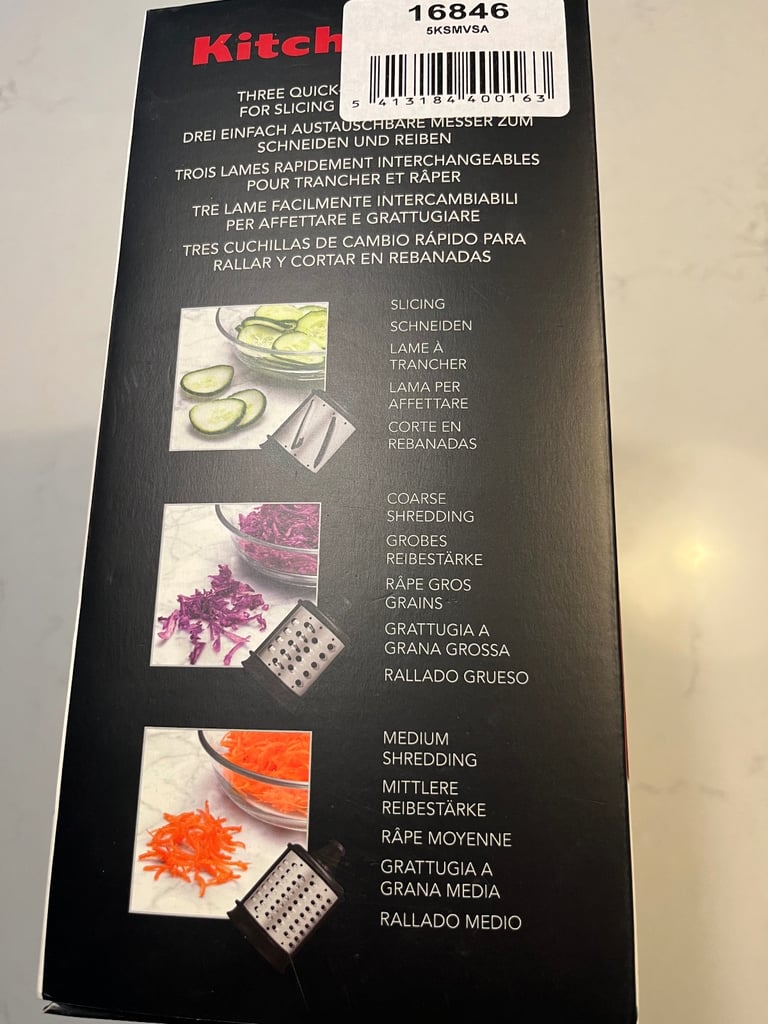 16846
5KSMVSA
5 413184 400163
Kitch
THREE QUICK-
FOR SLICING
DREI EINFACH AUSTAUSCHBARE MESSER ZUM
SCHNEIDEN UND REIBEN
TROIS LAMES RAPIDEMENT INTERCHANGEABLES
POUR TRANCHER ET RÂPER
TRE LAME FACILMENTE INTERCAMBIABILI
PER AFFETTARE E GRATTUGIARE
TRES CUCHILLAS DE CAMBIO RÁPIDO PARA
RALLAR Y CORTAR EN REBANADAS
SLICING
SCHNEIDEN
LAME À
TRANCHER
LAMA PER
AFFETTARE
CORTE EN
REBANADAS
COARSE
SHREDDING
GROBES
REIBESTÄRKE
RÂPE GROS
GRAINS
GRATTUGIA A
GRANA GROSSA
RALLADO GRUESO
MEDIUM
SHREDDING
MITTLERE
REIBESTÄRKE
RÂPE MOYENNE
GRATTUGIA A
GRANA MEDIA
RALLADO MEDIO